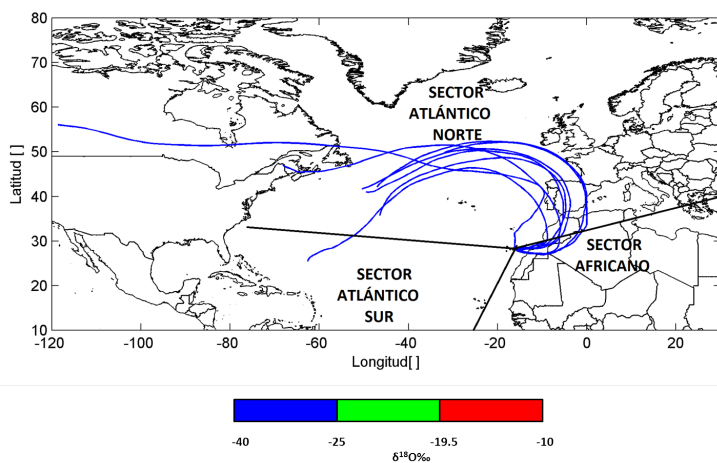 80
70
60
50
40
30
20
10
Latitud [ ]
SECTOR
ATLÁNTICO
NORTE
SECTOR
AFRICANO
SECTOR
ATLÁNTICO
SUR
-120 -100 -80 -60 -40 -20 0 20
Longitud[ ]
-40 -25 -19.5 -10
δ¹⁸O‰